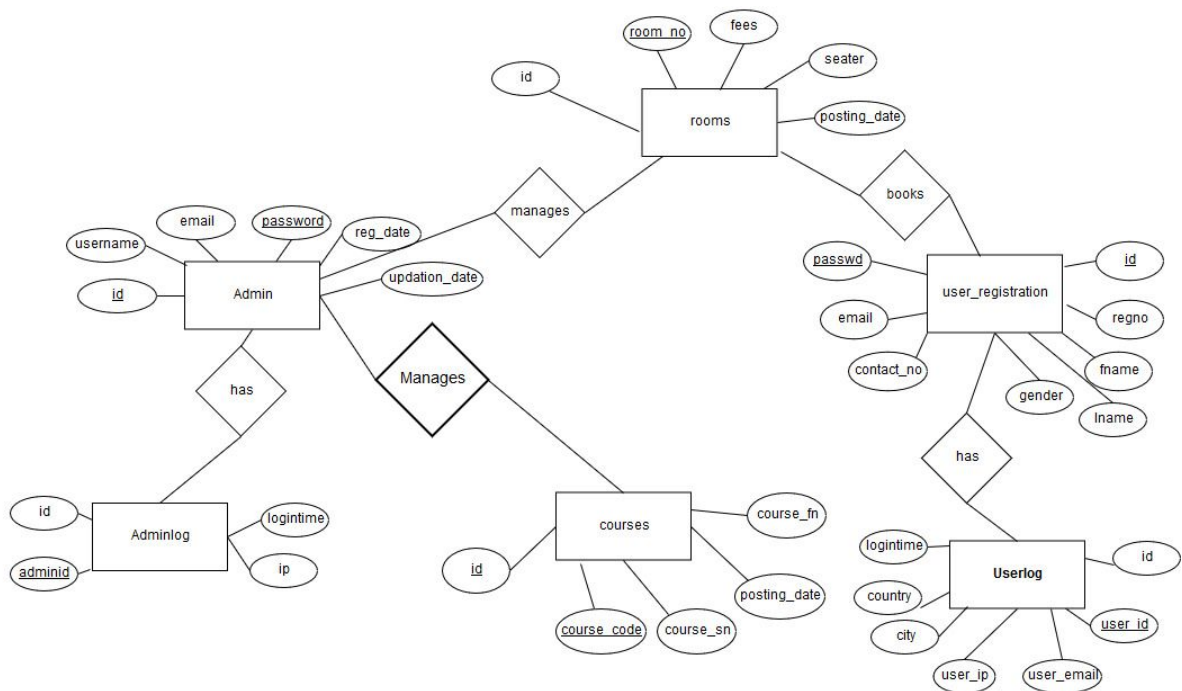 room_no
fees
seater
id
rooms
posting_date
manages
books
email
password
reg_date
username
updation_date
id
Admin
passwd
id
user_registration
email
regno
contact_no
fname
gender
lname
has
Manages
has
id
Adminlog
logintime
adminid
ip
courses
course_fn
id
posting_date
course_code
course_sn
logintime
Userlog
id
country
city
user_id
user_ip
user_email